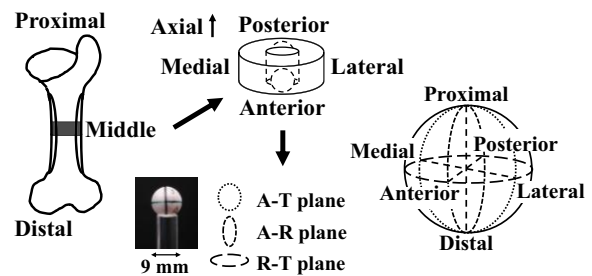 Proximal
Middle
Distal
Axial
Posterior
Medial
Lateral
Anterior
9 mm
A-T plane
A-R plane
R-T plane
Proximal
Posterior
Medial
Anterior
Lateral
Distal